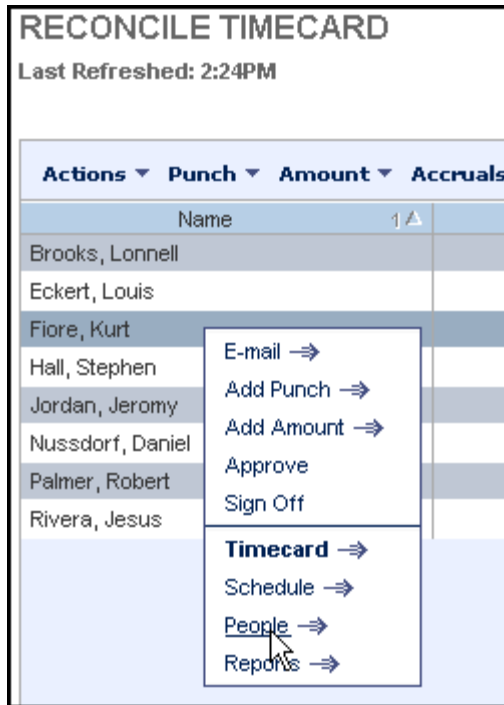 RECONCILE TIMECARD
Last Refreshed: 2:24PM
Actions Punch Amount Accruals
Name 1
Brooks, Lonnell
Eckert, Louis
Fiore, Kurt
Hall, Stephen
Jordan, Jeromy
Nussdorf, Daniel
Palmer, Robert
Rivera, Jesus
E-mail
Add Punch
Add Amount
Approve
Sign Off
Timecard
Schedule
People
Reports